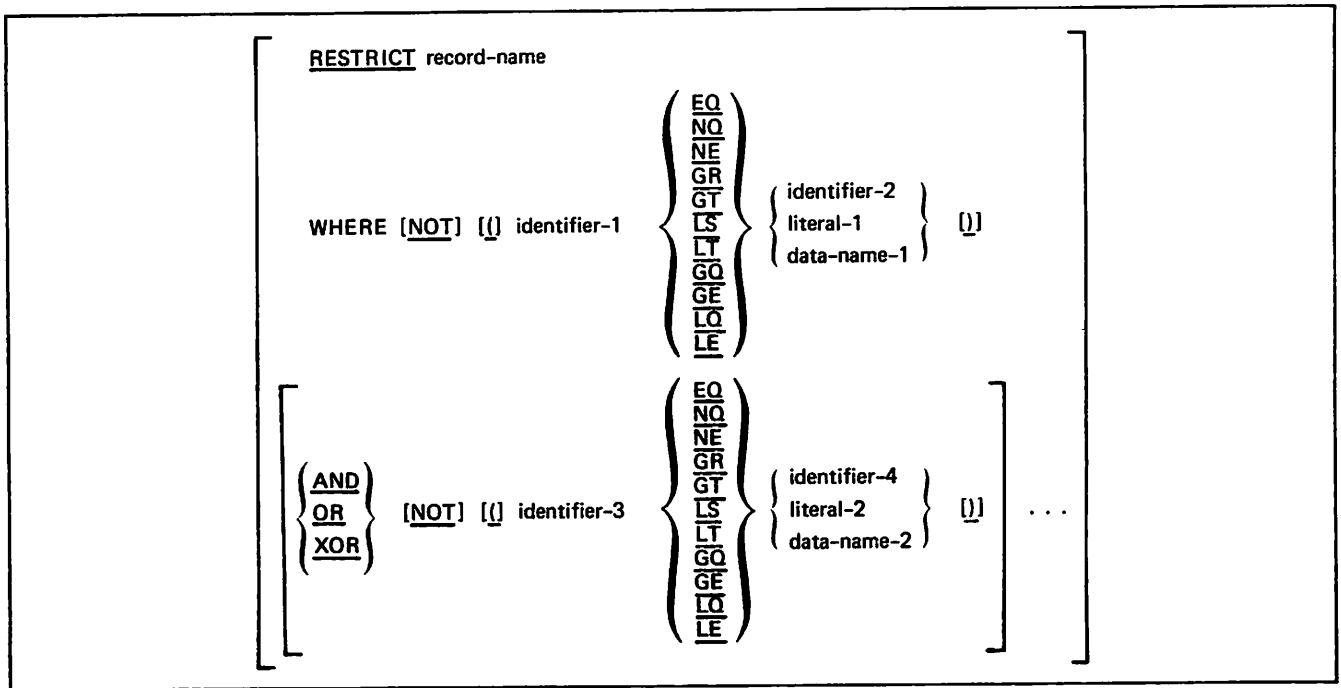 RESTRICT record-name
EQ
NQ
NE
GR
GT
LS
LT
GQ
GE
LQ
LE
WHERE [NOT] [(] identifier-1
identifier-2
literal-1
data-name-1
[)]
AND
OR
XOR
[NOT] [(] identifier-3
EQ
NQ
NE
GR
GT
LS
LT
GQ
GE
LQ
LE
identifier-4
literal-2
data-name-2
[)] . . .